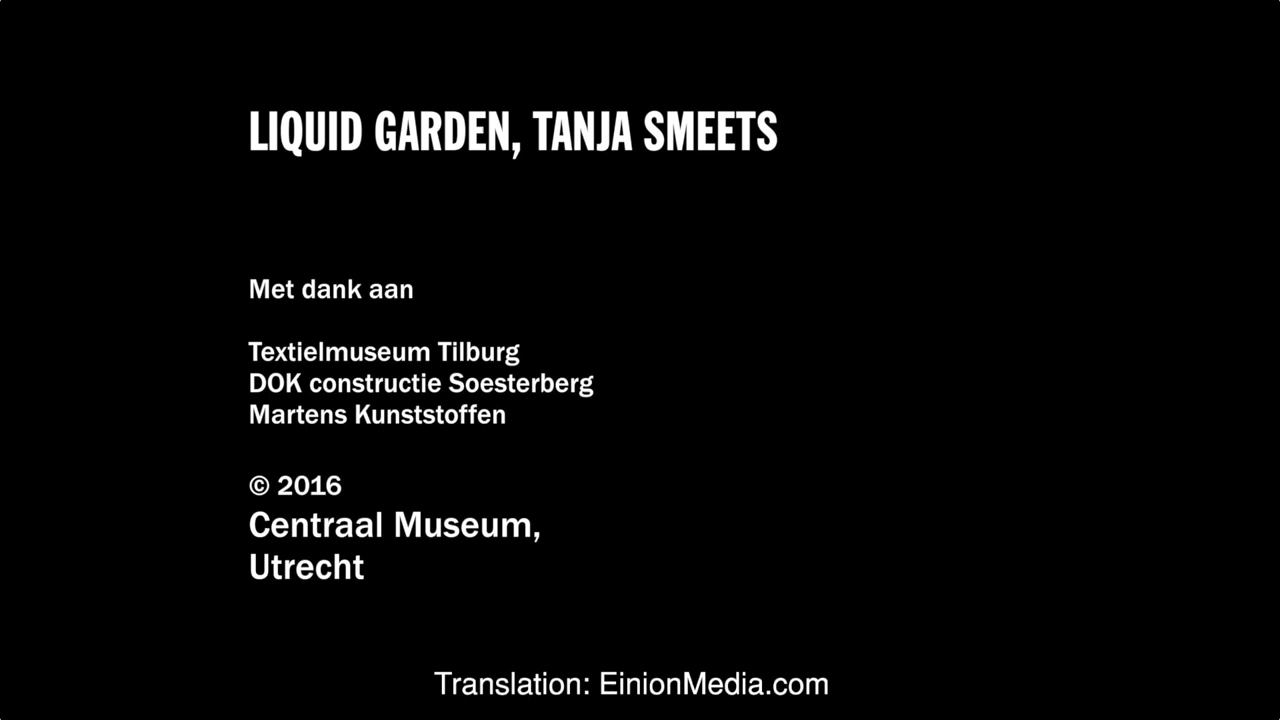 LIQUID GARDEN, TANJA SMEETS
Met dank aan
Textielmuseum Tilburg
DOK constructie Soesterberg
Martens Kunststoffen
© 2016
Centraal Museum,
Utrecht
Translation: EinionMedia.com